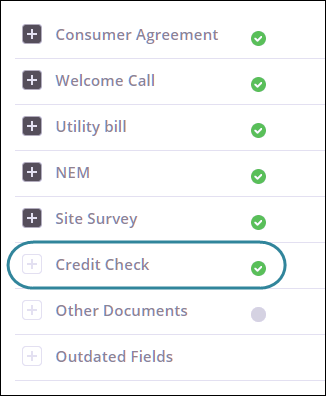 Consumer Agreement
Welcome Call
Utility bill
NEM
Site Survey
Credit Check
Other Documents
Outdated Fields